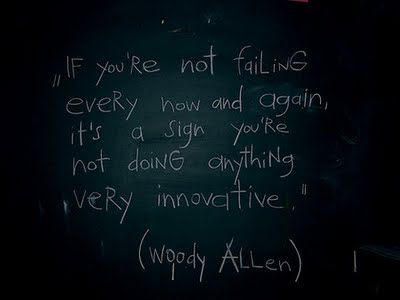 „IF you'Re not faiLiNG
eveRy now and again,
it's a sign you'Re
not doiNG anythiNG
veRy innovative."
(Woody ALLen)